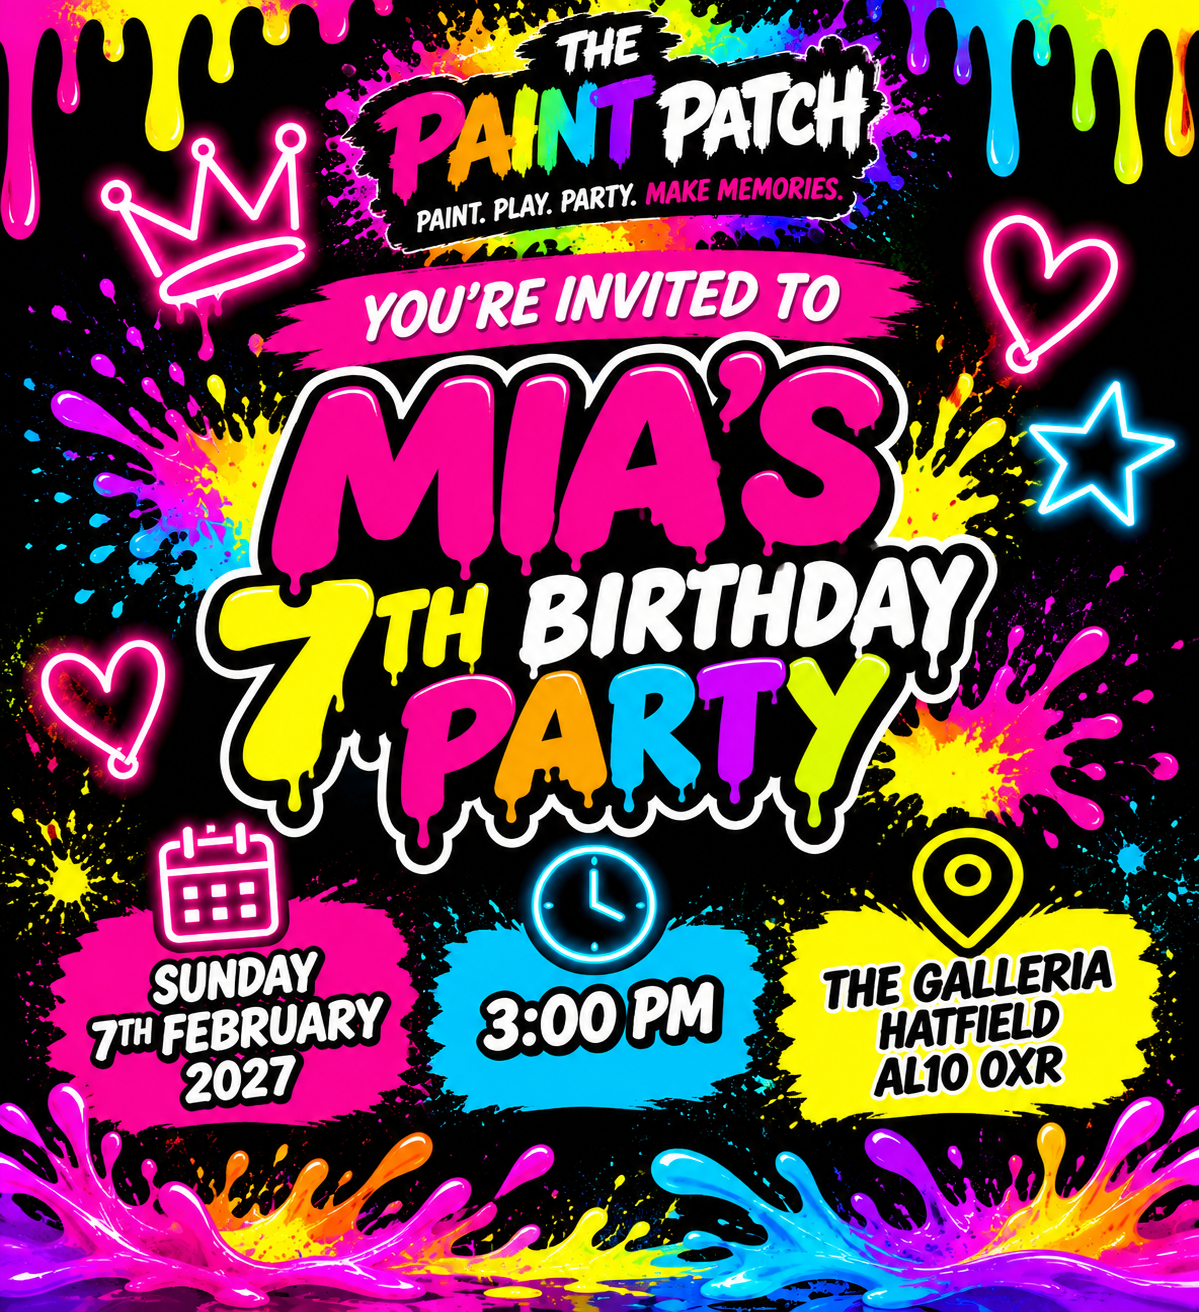 THE
PAINT PATCH
PAINT. PLAY. PARTY. MAKE MEMORIES.
YOU'RE INVITED TO
MIA'S
7TH BIRTHDAY
PARTY
SUNDAY
7TH FEBRUARY
2027
3:00 PM
THE GALLERIA
HATFIELD
AL10 0XR